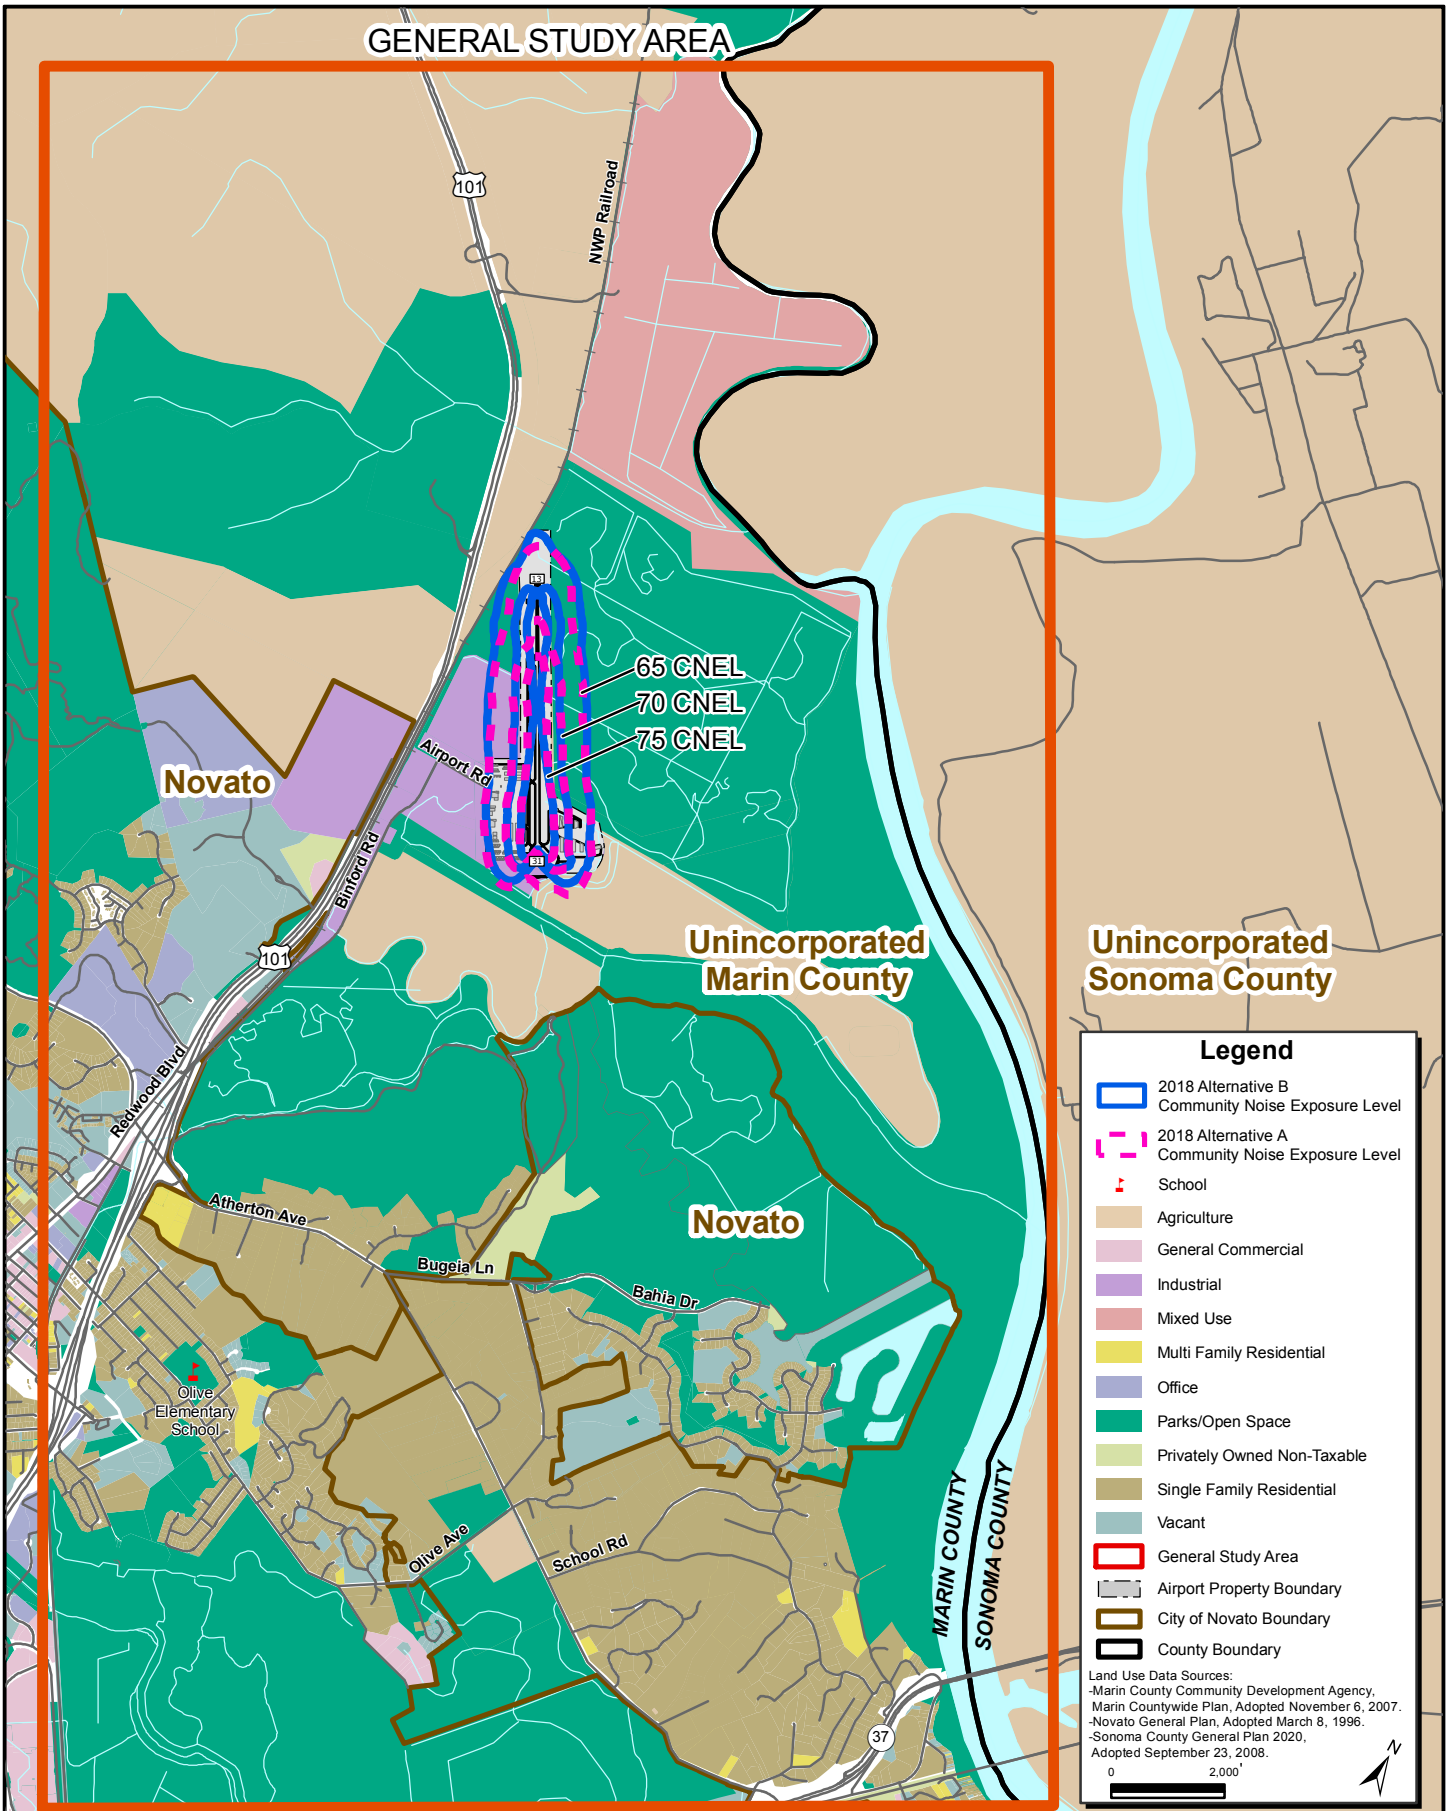 GENERAL STUDY AREA
101
NWP Railroad
13
65 CNEL
70 CNEL
75 CNEL
Airport Rd
Novato
31
Binford Rd
101
Unincorporated
Marin County
Unincorporated
Sonoma County
Redwood Blvd
Atherton Ave
Novato
Bugeia Ln
Bahia Dr
Olive
Elementary
School
Olive Ave
School Rd
MARIN COUNTY
SONOMA COUNTY
37
Legend
2018 Alternative B
Community Noise Exposure Level
2018 Alternative A
Community Noise Exposure Level
School
Agriculture
General Commercial
Industrial
Mixed Use
Multi Family Residential
Office
Parks/Open Space
Privately Owned Non-Taxable
Single Family Residential
Vacant
General Study Area
Airport Property Boundary
City of Novato Boundary
County Boundary
Land Use Data Sources:
-Marin County Community Development Agency,
Marin Countywide Plan, Adopted November 6, 2007.
-Novato General Plan, Adopted March 8, 1996.
-Sonoma County General Plan 2020,
Adopted September 23, 2008.
0 2,000'
N